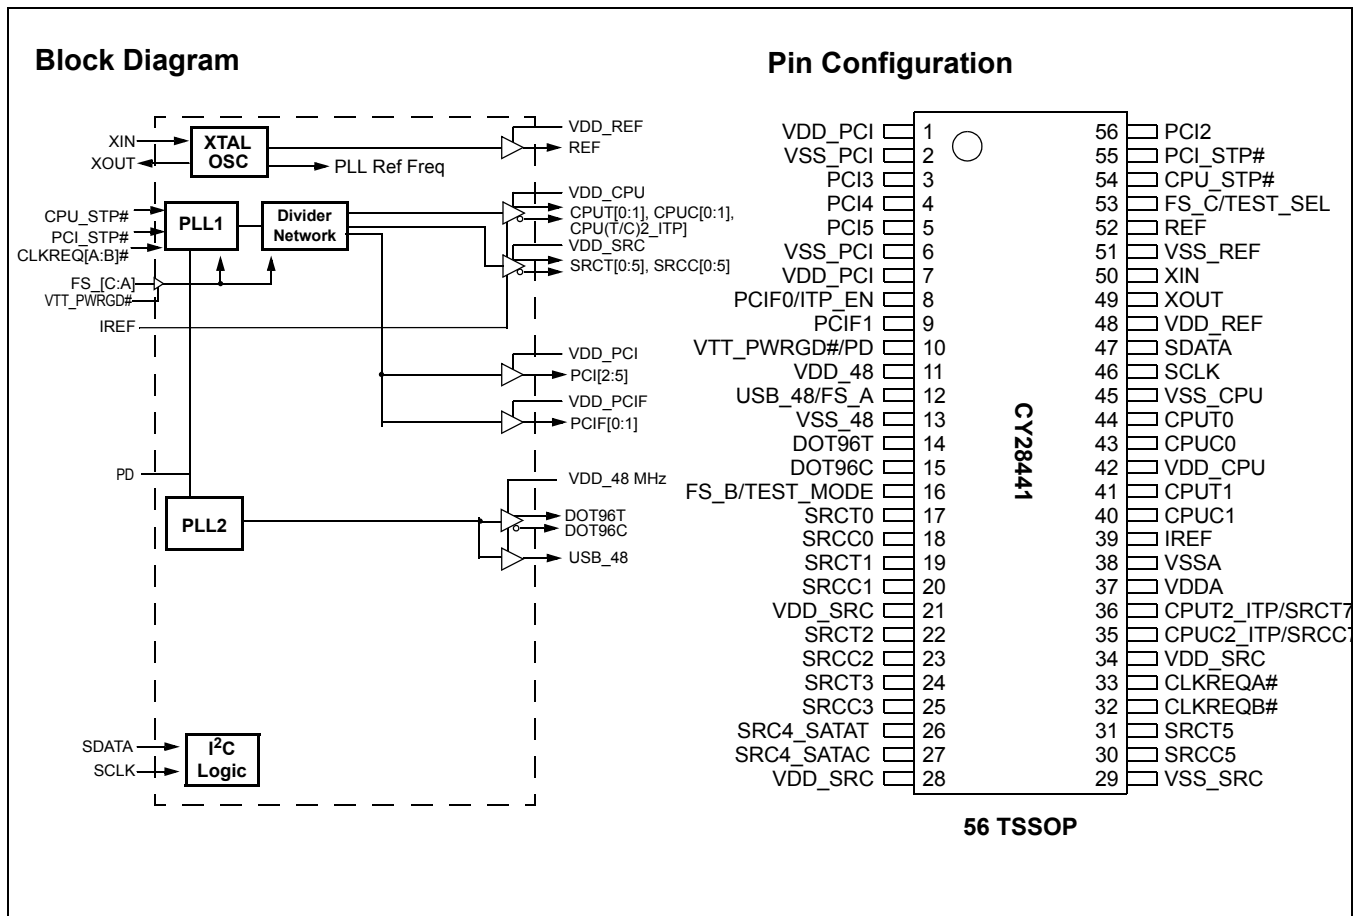 Block Diagram
XIN
XOUT
XTAL
OSC
VDD_REF
REF
PLL Ref Freq
CPU_STP#
PCI_STP#
CLKREQ[A:B]#
FS_[C:A]
VTT_PWRGD#
IREF
PLL1
Divider
Network
VDD_CPU
CPUT[0:1], CPUC[0:1],
CPU(T/C)2_ITP]
VDD_SRC
SRCT[0:5], SRCC[0:5]
VDD_PCI
PCI[2:5]
VDD_PCIF
PCIF[0:1]
PD
PLL2
VDD_48 MHz
DOT96T
DOT96C
USB_48
SDATA
SCLK
I2C
Logic
Pin Configuration
VDD_PCI 1
VSS_PCI 2
PCI3 3
PCI4 4
PCI5 5
VSS_PCI 6
VDD_PCI 7
PCIF0/ITP_EN 8
PCIF1 9
VTT_PWRGD#/PD 10
VDD_48 11
USB_48/FS_A 12
VSS_48 13
DOT96T 14
DOT96C 15
FS_B/TEST_MODE 16
SRCT0 17
SRCC0 18
SRCT1 19
SRCC1 20
VDD_SRC 21
SRCT2 22
SRCC2 23
SRCT3 24
SRCC3 25
SRC4_SATAT 26
SRC4_SATAC 27
VDD_SRC 28
CY28441
56 PCI2
55 PCI_STP#
54 CPU_STP#
53 FS_C/TEST_SEL
52 REF
51 VSS_REF
50 XIN
49 XOUT
48 VDD_REF
47 SDATA
46 SCLK
45 VSS_CPU
44 CPUT0
43 CPUC0
42 VDD_CPU
41 CPUT1
40 CPUC1
39 IREF
38 VSSA
37 VDDA
36 CPUT2_ITP/SRCT7
35 CPUC2_ITP/SRCC7
34 VDD_SRC
33 CLKREQA#
32 CLKREQB#
31 SRCT5
30 SRCC5
29 VSS_SRC
56 TSSOP